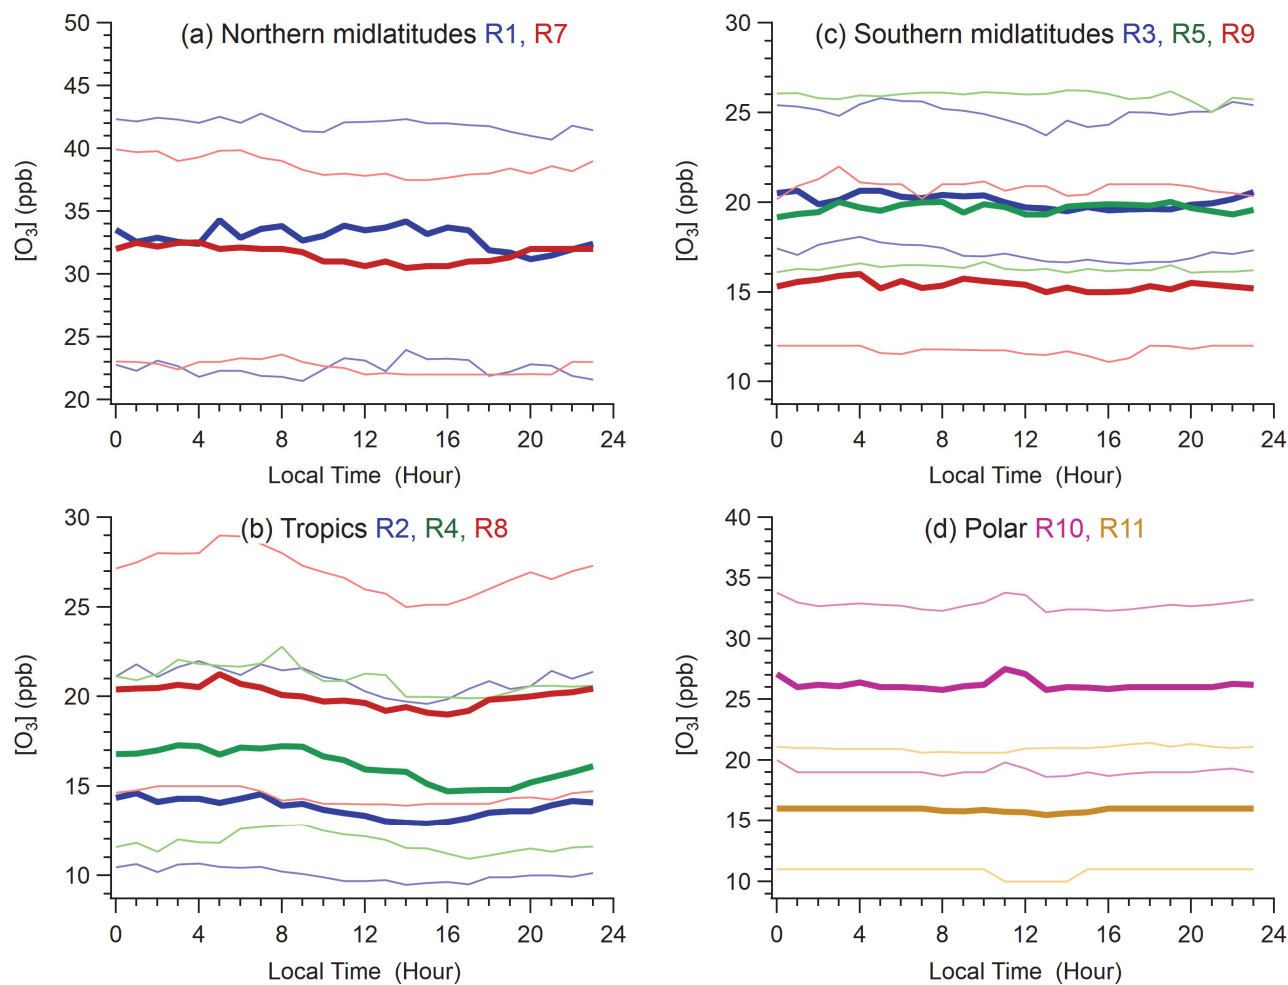 (a) Northern midlatitudes R1, R7
[O3] (ppb)
50
45
40
35
30
25
20
0 4 8 12 16 20 24
Local Time (Hour)
(c) Southern midlatitudes R3, R5, R9
[O3] (ppb)
30
25
20
15
10
0 4 8 12 16 20 24
Local Time (Hour)
(b) Tropics R2, R4, R8
[O3] (ppb)
30
25
20
15
10
0 4 8 12 16 20 24
Local Time (Hour)
(d) Polar R10, R11
[O3] (ppb)
40
35
30
25
20
15
10
0 4 8 12 16 20 24
Local Time (Hour)